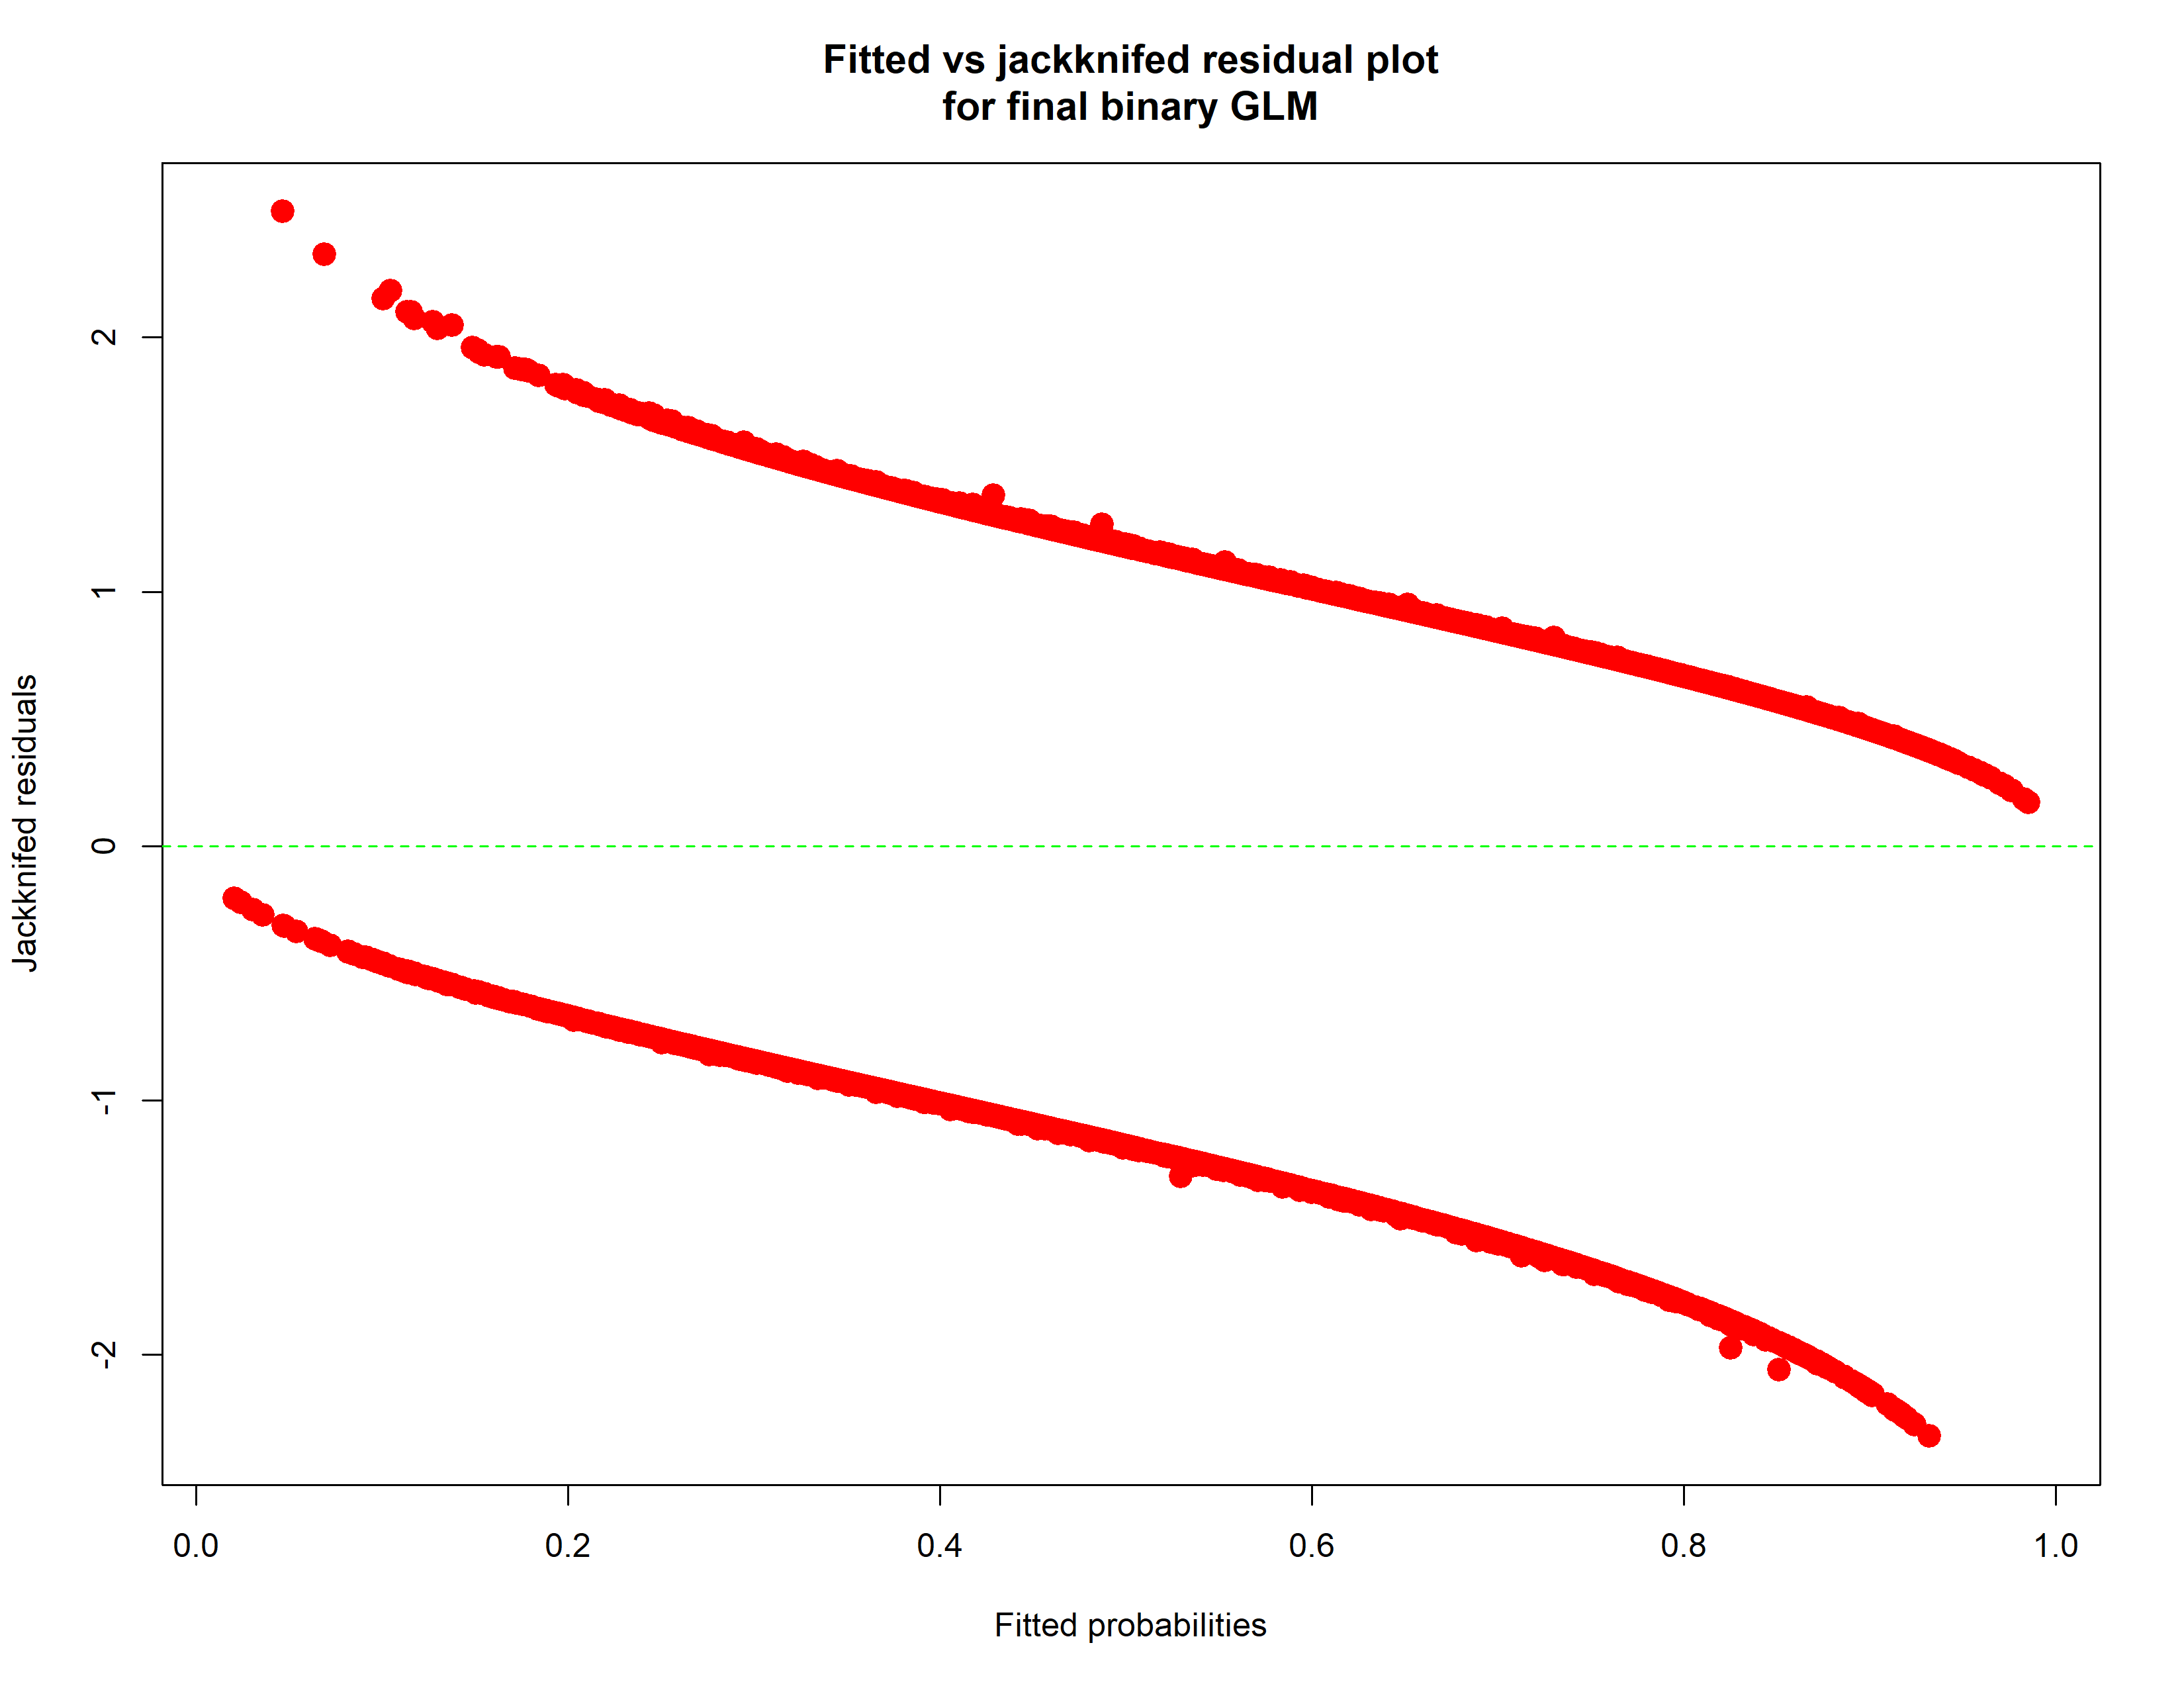 Fitted vs jackknifed residual plot
for final binary GLM
Jackknifed residuals
2
1
0
-1
-2
0.0 0.2 0.4 0.6 0.8 1.0
Fitted probabilities